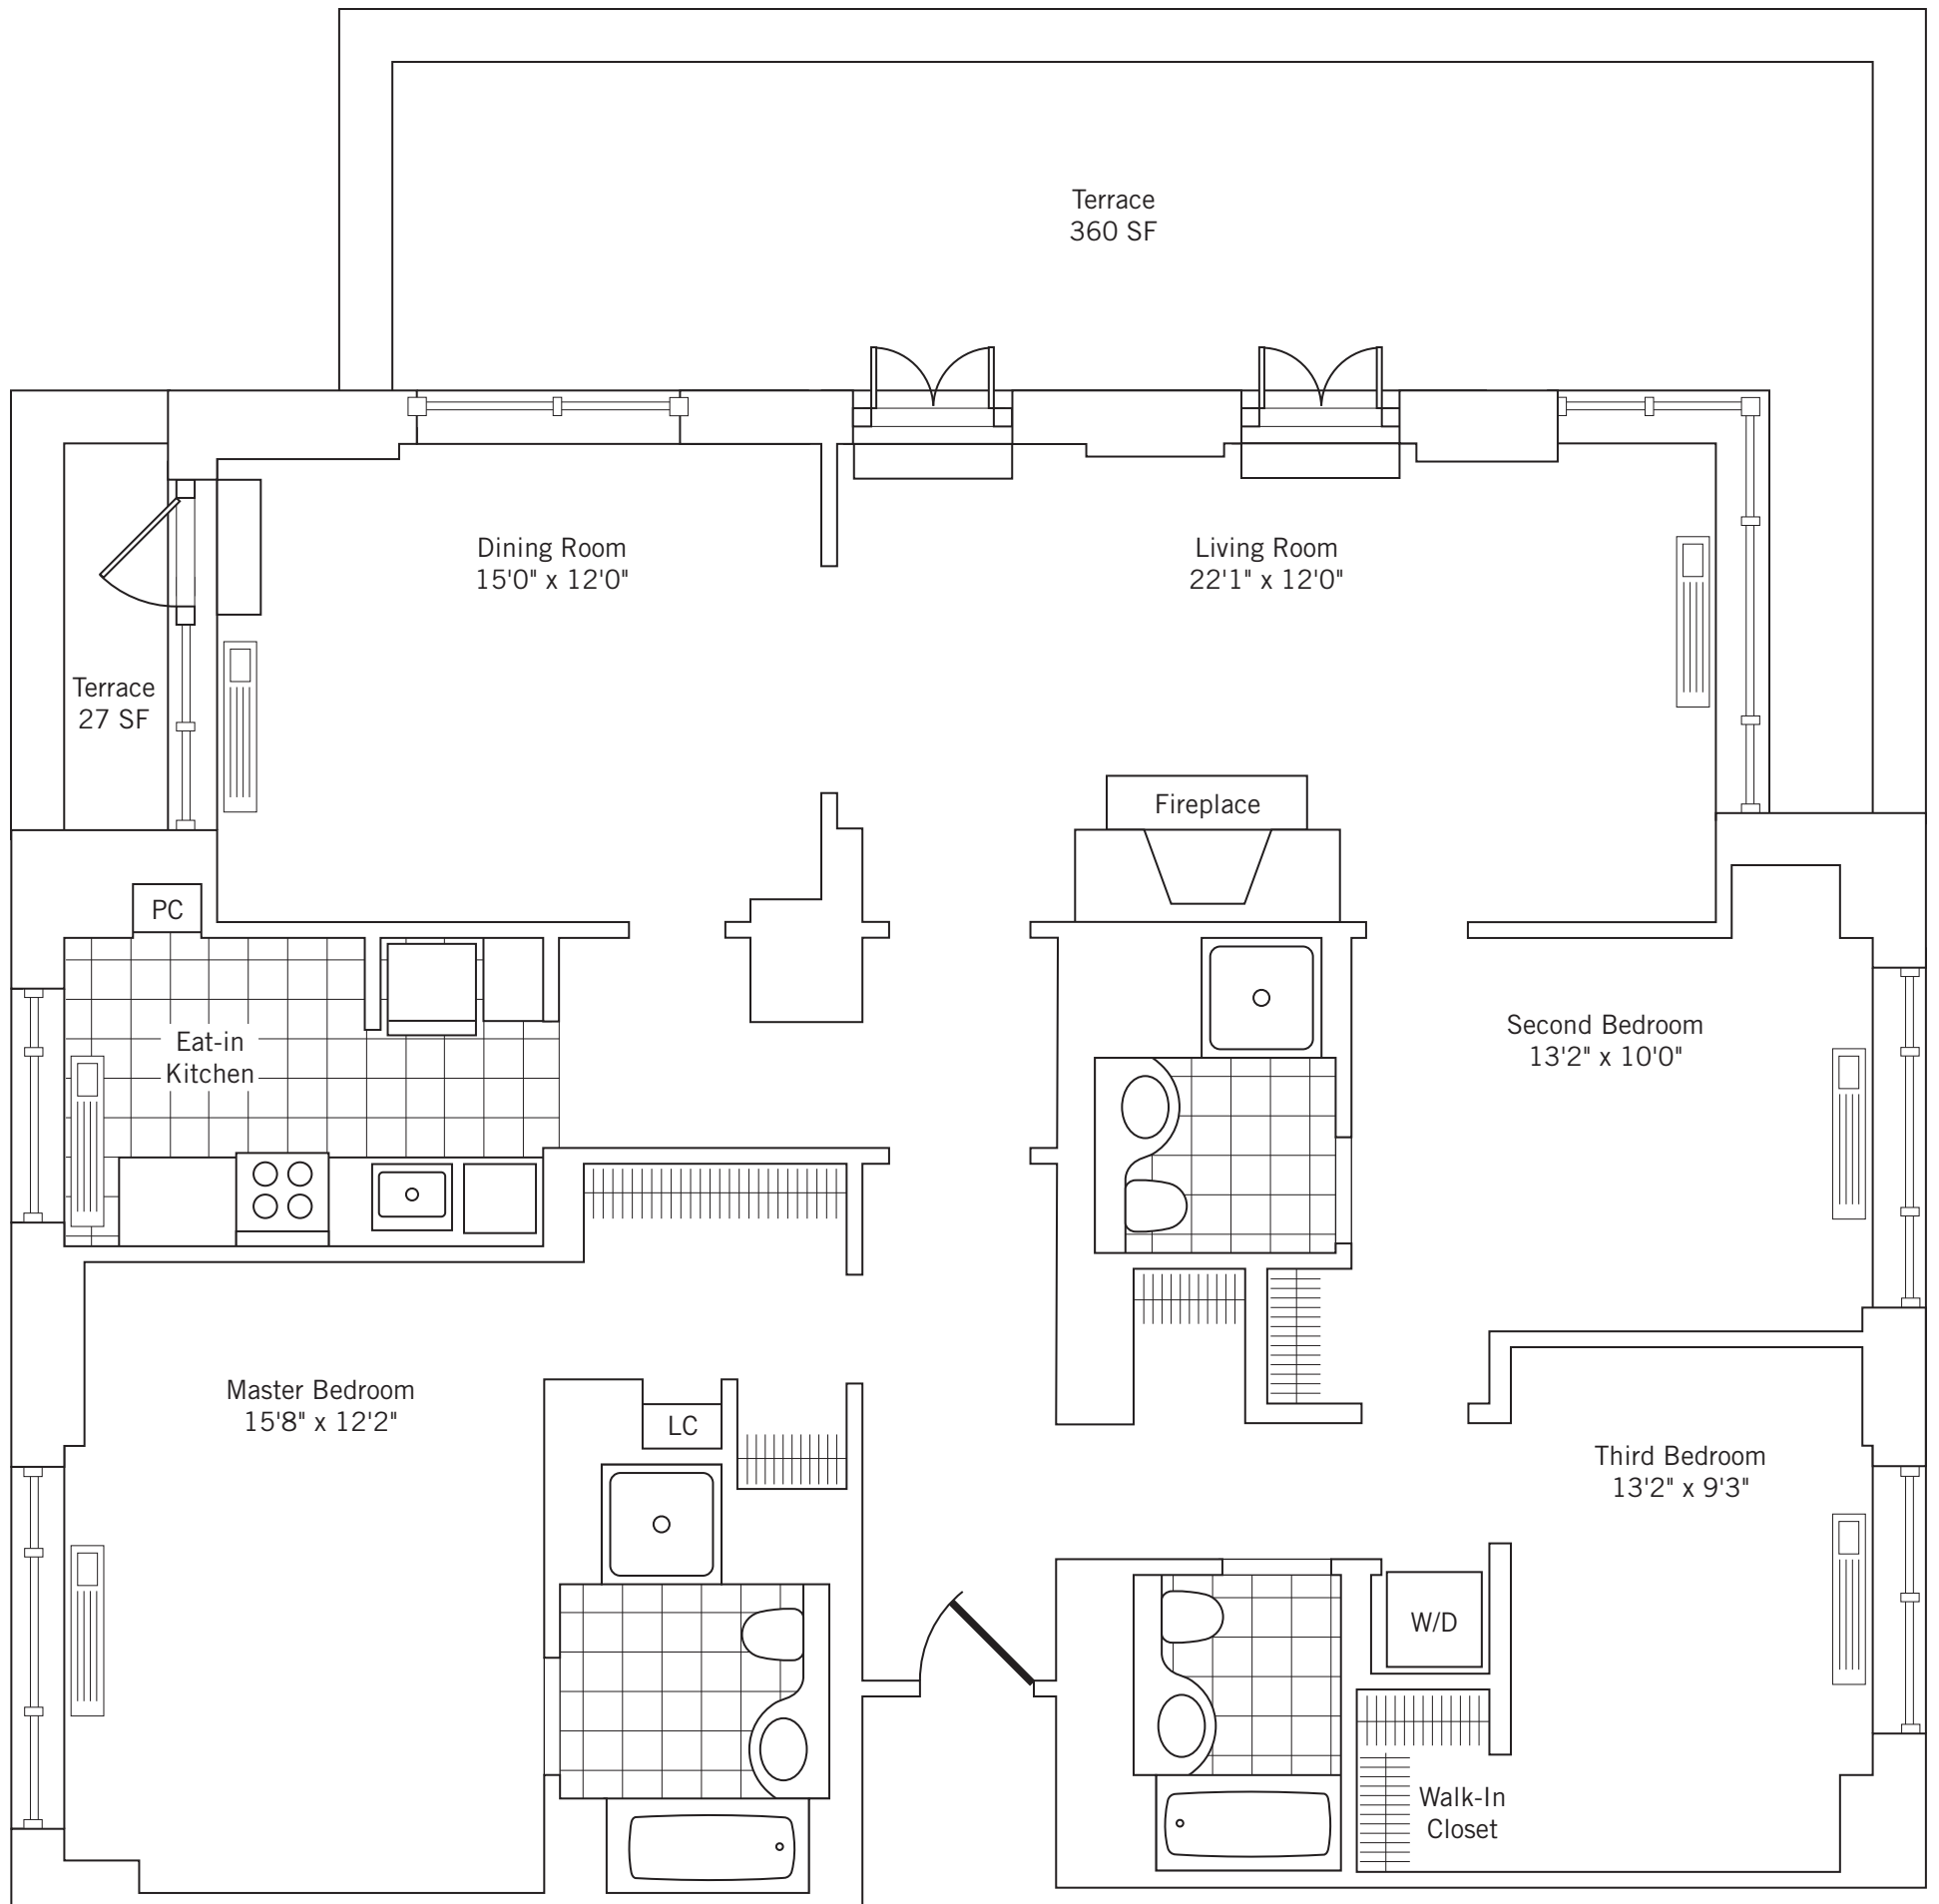 Terrace
360 SF
Dining Room
15'0" x 12'0"
Living Room
22'1" x 12'0"
Terrace
27 SF
Fireplace
PC
Eat-in
Kitchen
Second Bedroom
13'2" x 10'0"
Master Bedroom
15'8" x 12'2"
LC
Third Bedroom
13'2" x 9'3"
W/D
Walk-In
Closet